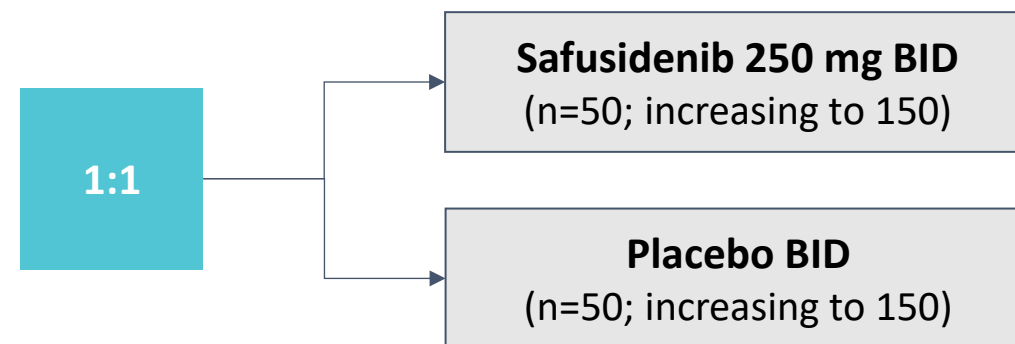 1:1
Safusidenib 250 mg BID
(n=50; increasing to 150)
Placebo BID
(n=50; increasing to 150)